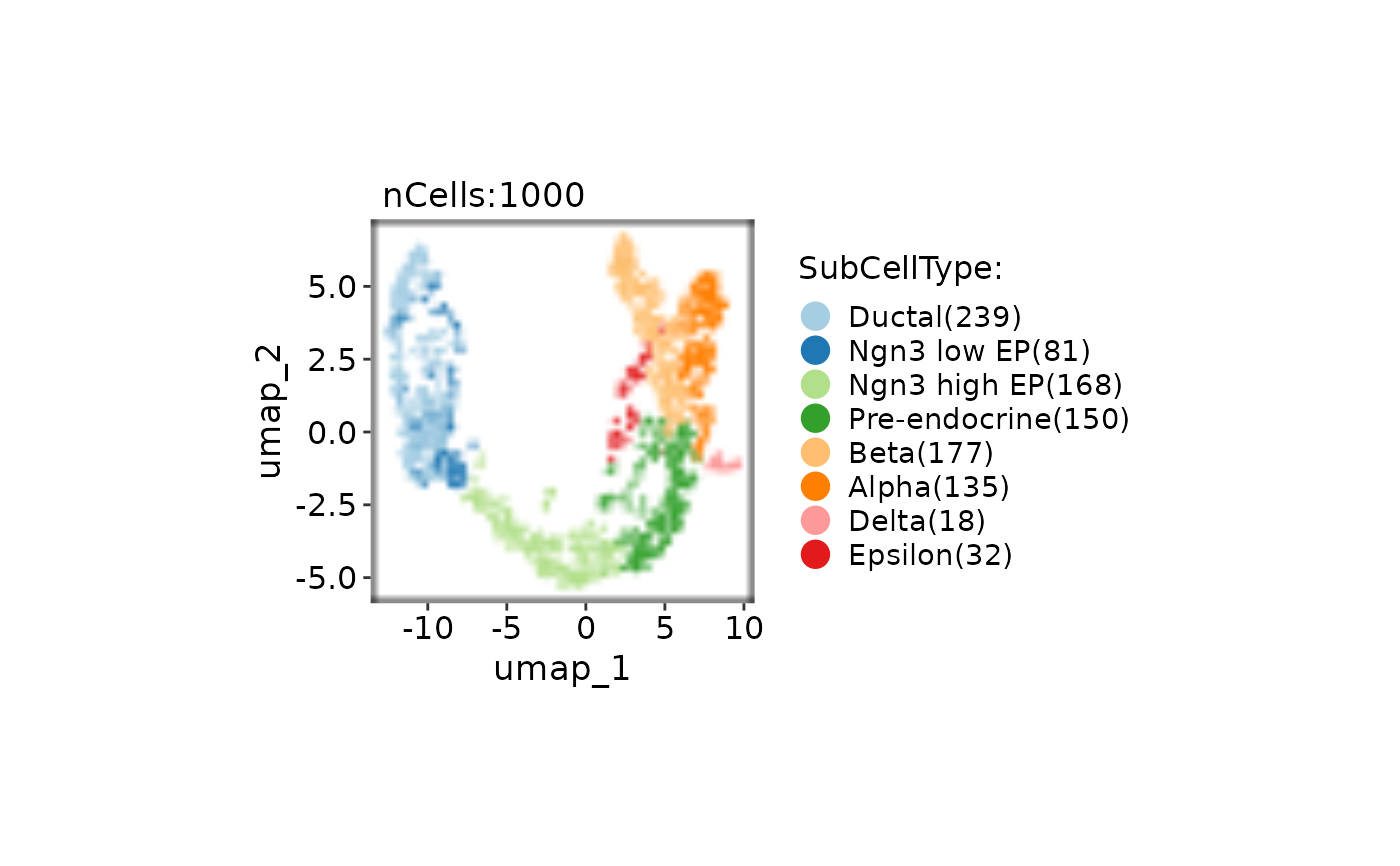 nCells:1000
5.0
2.5
0.0
-2.5
-5.0
umap_2
-10 -5 0 5 10
umap_1
SubCellType:
Ductal(239)
Ngn3 low EP(81)
Ngn3 high EP(168)
Pre-endocrine(150)
Beta(177)
Alpha(135)
Delta(18)
Epsilon(32)